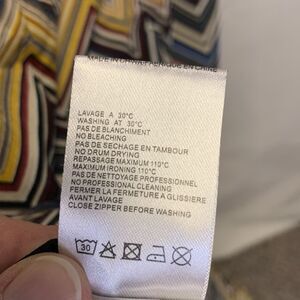 LAVAGE A 30°C
WASHING AT 30°C
PAS DE BLANCHIMENT
NO BLEACHING
PAS DE SECHAGE EN TAMBOUR
NO DRUM DRYING
REPASSAGE MAXIMUM 110°C
MAXIMUM IRONING 110°C
PAS DE NETTOYAGE PROFESSIONNEL
NO PROFESSIONAL CLEANING
FERMER LA FERMETURE A GLISSIERE
AVANT LAVAGE
CLOSE ZIPPER BEFORE WASHING
30